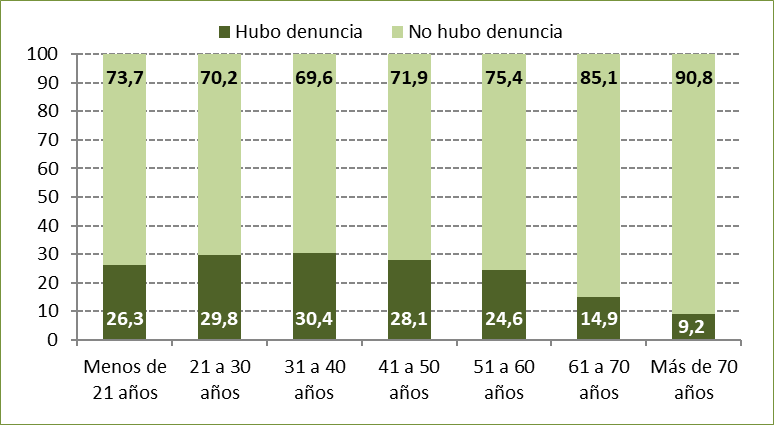 Hubo denuncia No hubo denuncia
100
90
80
70
60
50
40
30
20
10
0
73,7 70,2 69,6 71,9 75,4 85,1 90,8
26,3 29,8 30,4 28,1 24,6 14,9 9,2
Menos de 21 a 30 31 a 40 41 a 50 51 a 60 61 a 70 Más de 70
21 años años años años años años años